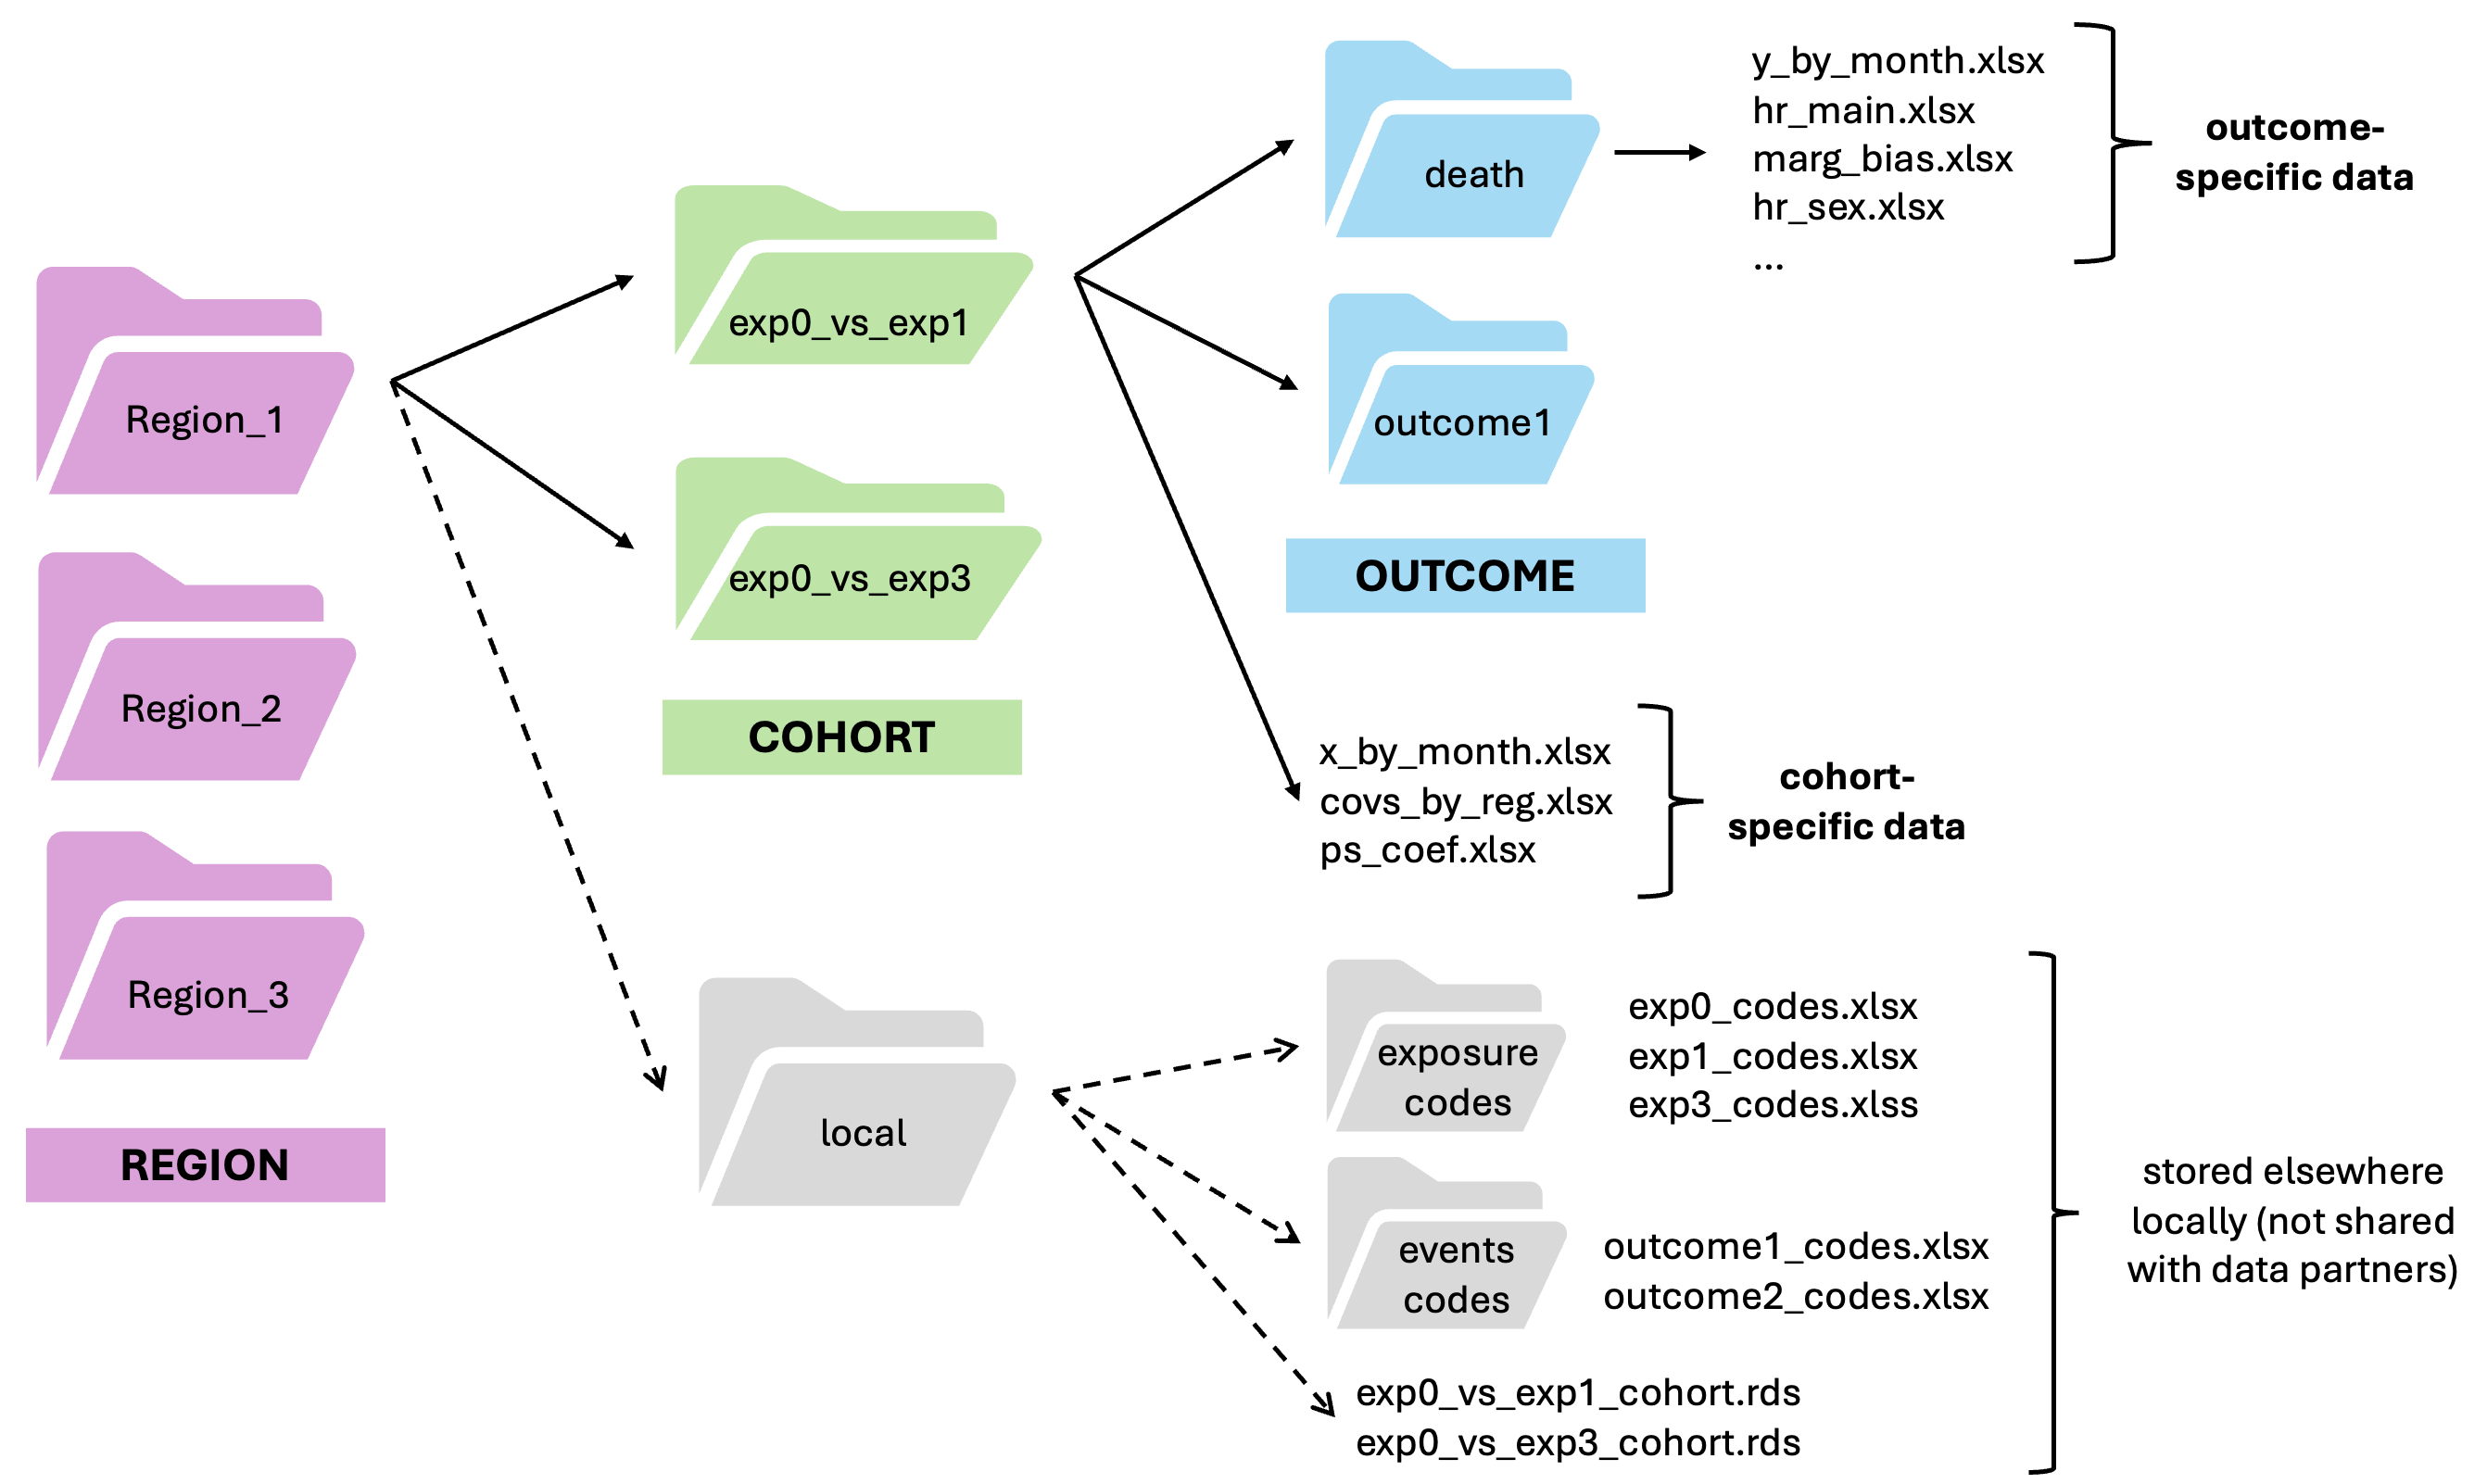 Region_1
Region_2
Region_3
REGION
exp0_vs_exp1
exp0_vs_exp3
COHORT
local
death
outcome1
OUTCOME
y_by_month.xlsx
hr_main.xlsx
marg_bias.xlsx
hr_sex.xlsx
...
outcome-
specific data
x_by_month.xlsx
covs_by_reg.xlsx
ps_coef.xlsx
cohort-
specific data
exposure
codes
exp0_codes.xlsx
exp1_codes.xlsx
exp3_codes.xlss
events
codes
outcome1_codes.xlsx
outcome2_codes.xlsx
exp0_vs_exp1_cohort.rds
exp0_vs_exp3_cohort.rds
stored elsewhere
locally (not shared
with data partners)